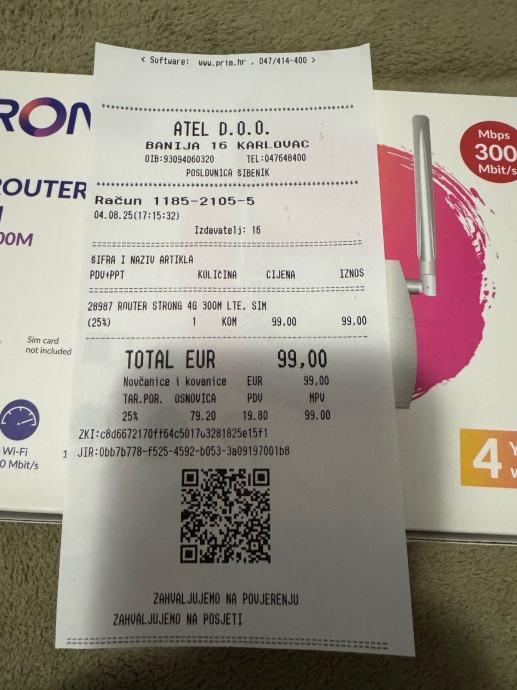 < Software: www.prim.hr , 047/414-400 >
ATEL D.O.O.
BANIJA 16 KARLOVAC
OIB:93094060320 TEL:047648400
POSLOVNICA ŠIBENIK
Račun 1185-2105-5
04.08.25(17:15:32)
Izdavatelj: 16
ŠIFRA I NAZIV ARTIKLA
PDV+PPT KOLICINA CIJENA IZNOS
28987 ROUTER STRONG 4G 300M LTE, SIM
(25%) 1 KOM 99,00 99,00
TOTAL EUR 99,00
Novčanice i kovanice EUR 99.00
TAR.POR. OSNOVICA PDV MPV
25% 79.20 19.80 99.00
ZKI:c8d6672170ff64c5017u3281825e15f1
JIR:0bb7b778-f525-4592-b053-3a09197001b8
ZAHVALJUJEMO NA POVJERENJU
ZAHVALJUJEMO NA POSJETI
RON
ROUTER
00M
Sim card
not included
Wi-Fi
0 Mbit/s
Mbps
300
Mbit/s
4 Y